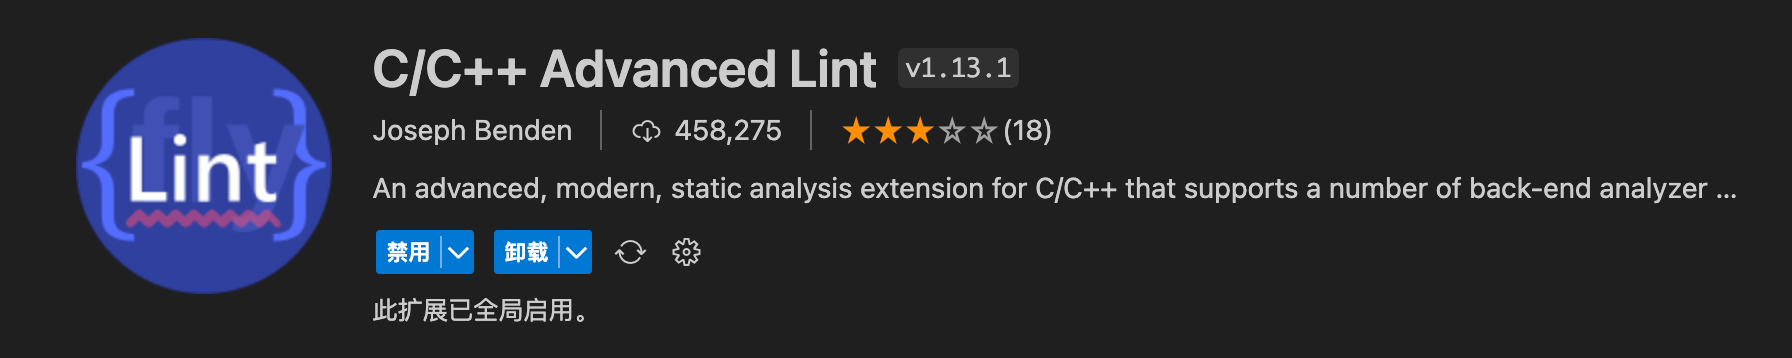 fly
{Lint}
C/C++ Advanced Lint v1.13.1
Joseph Benden 458,275 (18)
An advanced, modern, static analysis extension for C/C++ that supports a number of back-end analyzer ...
禁用 卸载
此扩展已全局启用。